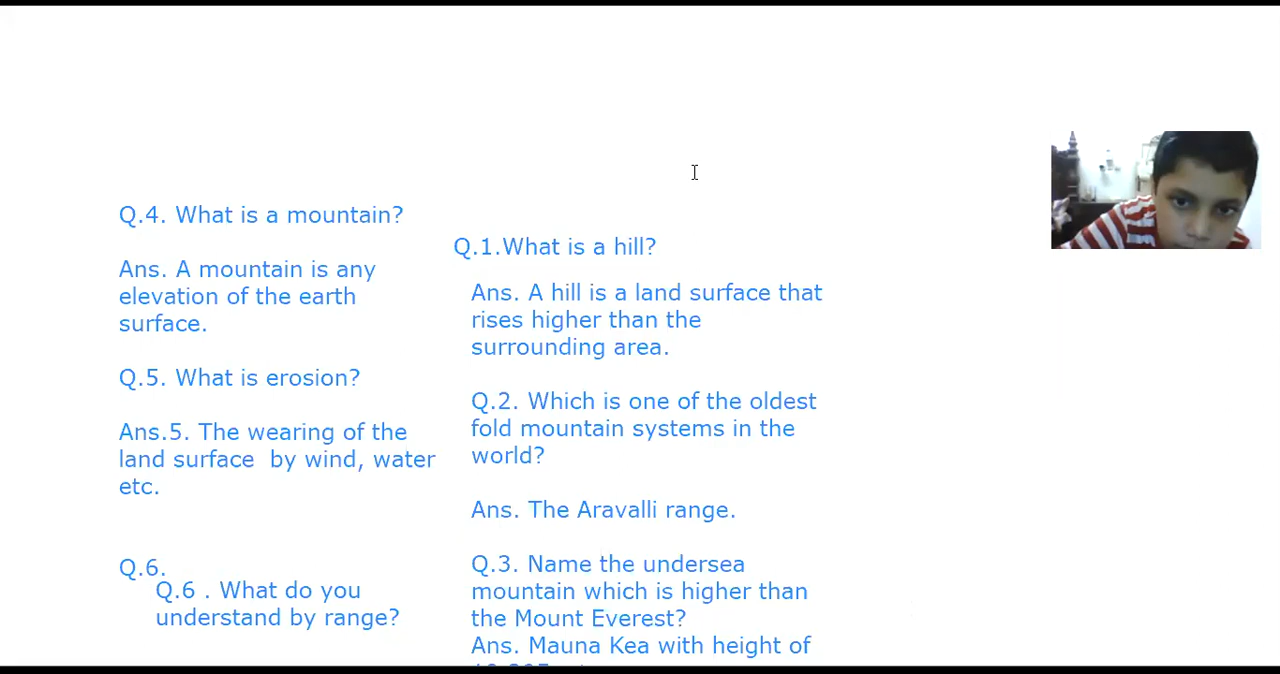 Q.4. What is a mountain?
Ans. A mountain is any
elevation of the earth
surface.
Q.5. What is erosion?
Ans.5. The wearing of the
land surface  by wind, water
etc.
Q.6.
Q.6 . What do you
understand by range?
Q.1.What is a hill?
Ans. A hill is a land surface that
rises higher than the
surrounding area.
Q.2. Which is one of the oldest
fold mountain systems in the
world?
Ans. The Aravalli range.
Q.3. Name the undersea
mountain which is higher than
the Mount Everest?
Ans. Mauna Kea with height of